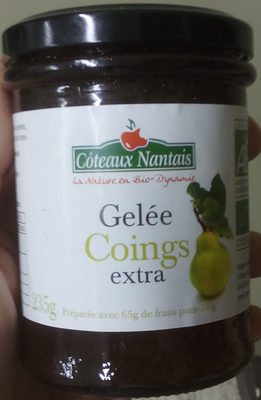 Côteaux Nantais
La Nature en Bio-Dynamie
Gelée
Coings
extra
235g
Préparée avec 65g de fruits pour 100g.